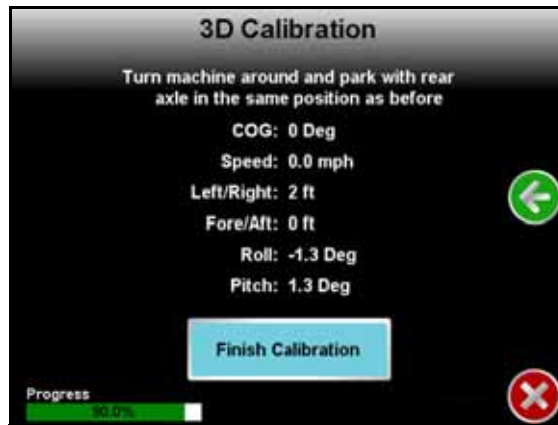 3D Calibration
Turn machine around and park with rear
axle in the same position as before
COG: 0 Deg
Speed: 0.0 mph
Left/Right: 2 ft
Fore/Aft: 0 ft
Roll: -1.3 Deg
Pitch: 1.3 Deg
Finish Calibration
Progress
90.0%